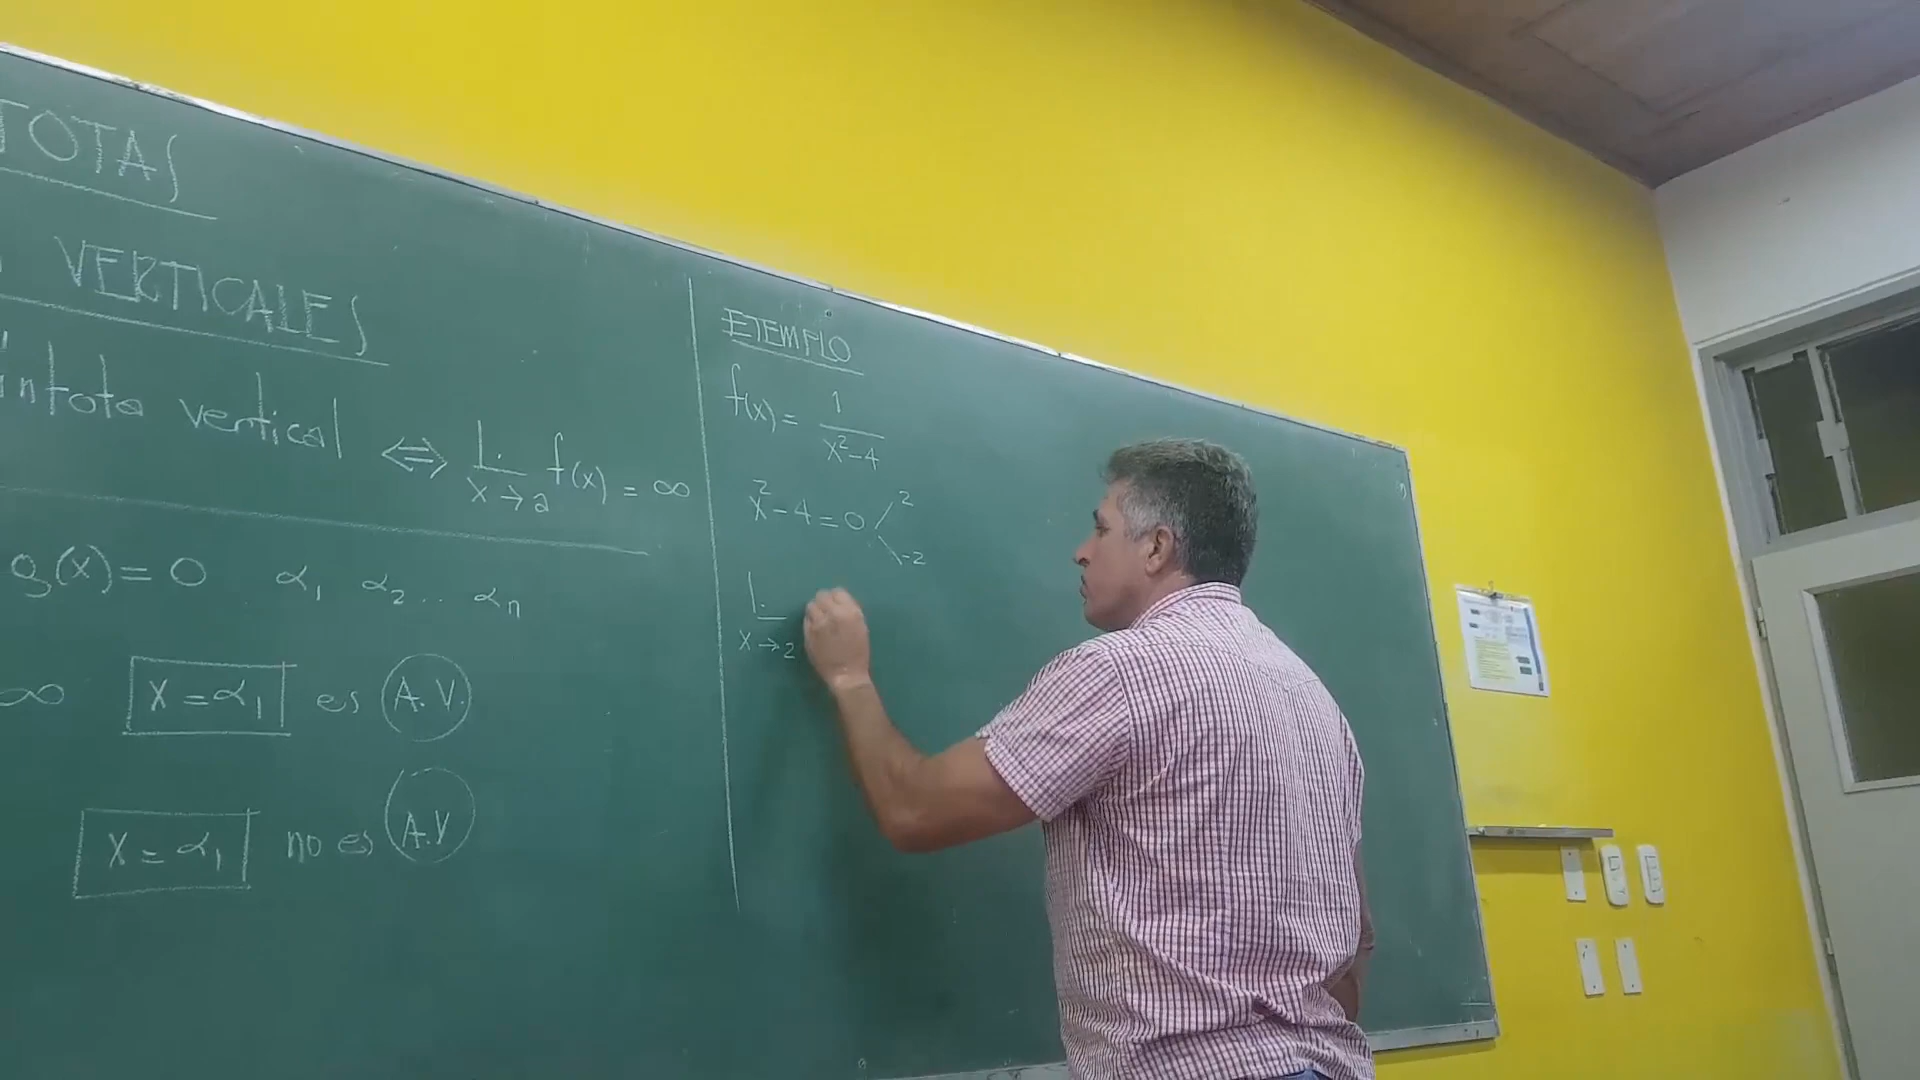 TOTAS
VERTICALES
intota vertical ⇔ L. f(x) = ∞
x→a
g(x) = 0 α₁ α₂ ... αₙ
∞ X = α₁ es A.V.
X = α₁ no es A.V
EJEMPLO
f(x) = 1
x²-4
x²-4=0 2
-2
L.
x→2